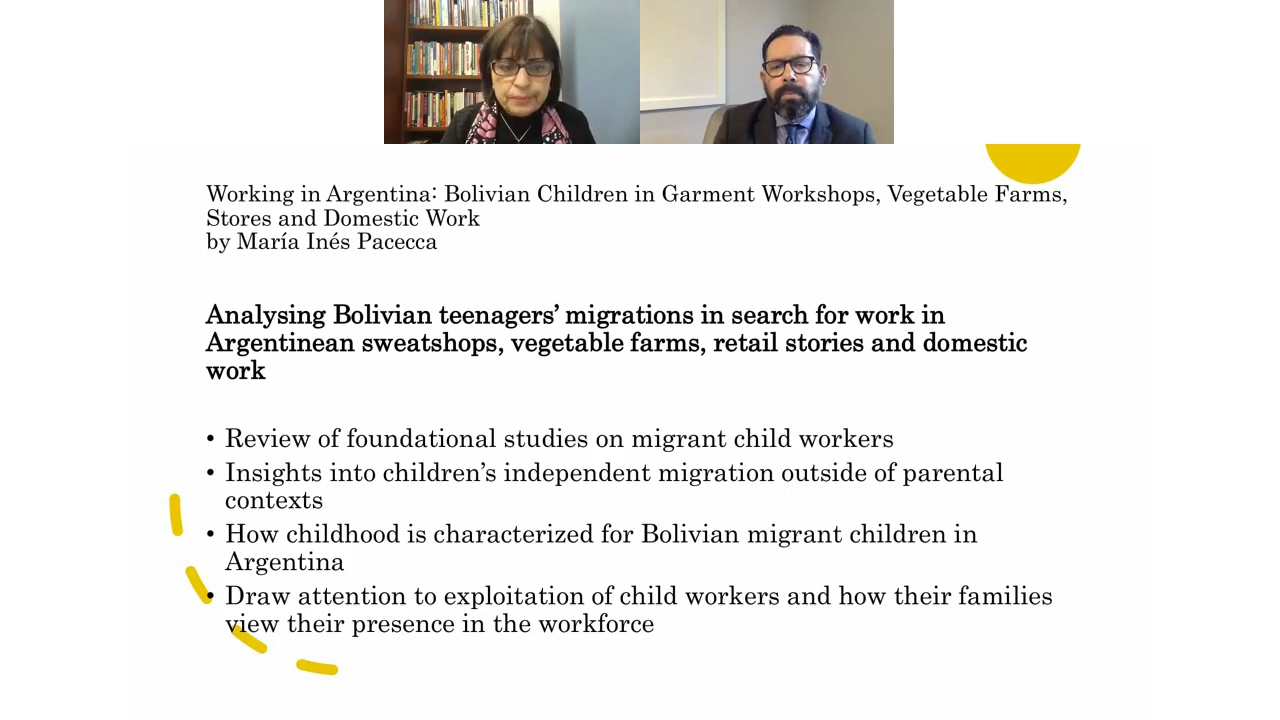 Working in Argentina: Bolivian Children in Garment Workshops, Vegetable Farms,
Stores and Domestic Work
by María Inés Pacecca
Analysing Bolivian teenagers’ migrations in search for work in
Argentinean sweatshops, vegetable farms, retail stories and domestic
work
• Review of foundational studies on migrant child workers
• Insights into children’s independent migration outside of parental
contexts
• How childhood is characterized for Bolivian migrant children in
Argentina
• Draw attention to exploitation of child workers and how their families
view their presence in the workforce